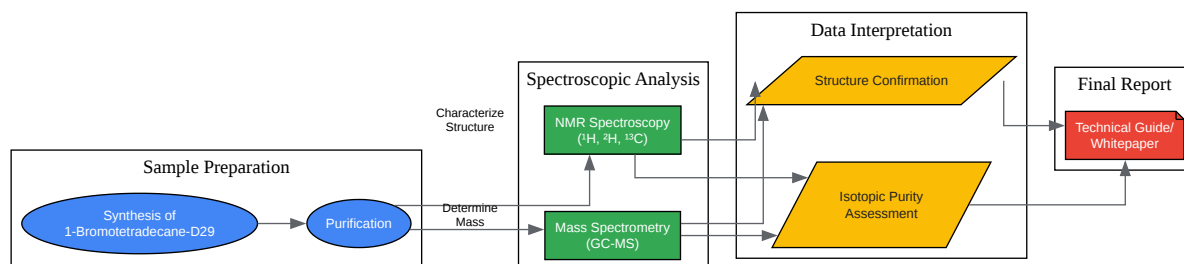 Sample Preparation
Synthesis of
1-Bromotetradecane-D29
Purification
Characterize
Structure
Determine
Mass
Spectroscopic Analysis
NMR Spectroscopy
(¹H, ²H, ¹³C)
Mass Spectrometry
(GC-MS)
Data Interpretation
Structure Confirmation
Isotopic Purity
Assessment
Final Report
Technical Guide/
Whitepaper